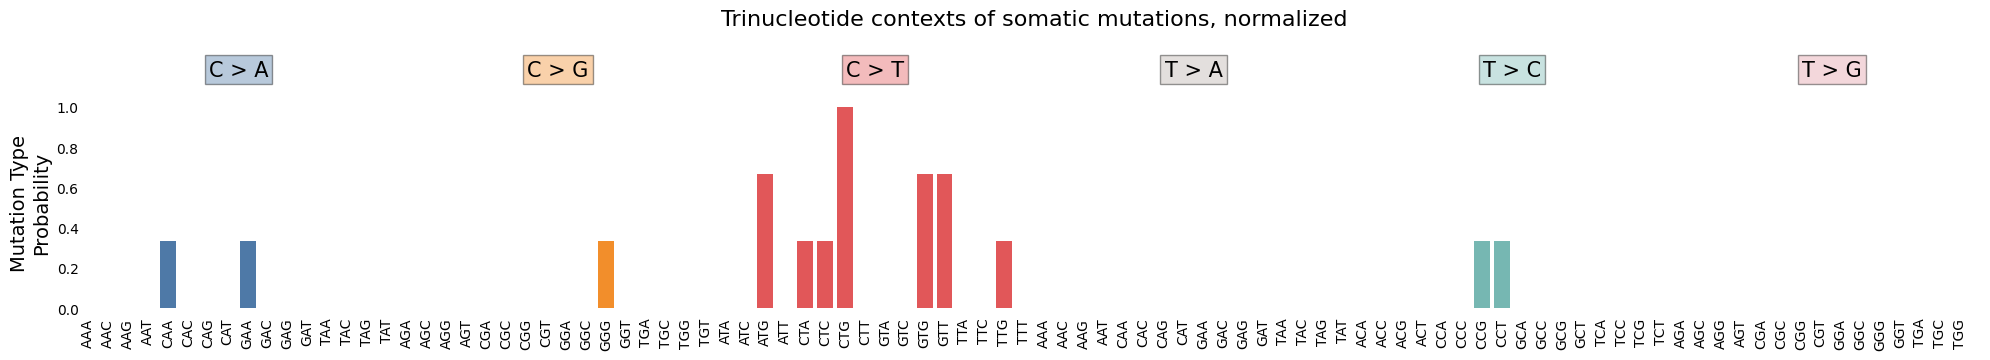 Trinucleotide contexts of somatic mutations, normalized
C > A C > G C > T T > A T > C T > G
Mutation Type
Probability
1.0
0.8
0.6
0.4
0.2
0.0
AAA AAC AAG AAT CAA CAC CAG CAT GAA GAC GAG GAT TAA TAC TAG TAT AGA AGC AGG AGT CGA CGC CGG CGT GGA GGC GGG GGT TGA TGC TGG TGT ATA ATC ATG ATT CTA CTC CTG CTT GTA GTC GTG GTT TTA TTC TTG TTT AAA AAC AAG AAT CAA CAC CAG CAT GAA GAC GAG GAT TAA TAC TAG TAT ACA ACC ACG ACT CCA CCC CCG CCT GCA GCC GCG GCT TCA TCC TCG TCT AGA AGC AGG AGT CGA CGC CGG CGT GGA GGC GGG GGT TGA TGC TGG